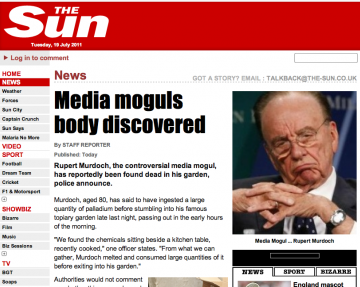 THE
Sun
Tuesday, 19 July 2011
Log in to comment
HOME
NEWS
Weather
Forces
Sun City
Captain Crunch
Sun Says
Malaria No More
VIDEO
SPORT
Football
Dream Team
Cricket
F1 & Motorsport
SHOWBIZ
Bizarre
Film
Music
Biz Sessions
TV
BGT
Soaps
News
GOT A STORY? EMAIL : TALKBACK@THE-SUN.CO.UK
Media moguls
body discovered
By STAFF REPORTER
Published: Today
Rupert Murdoch, the controversial media mogul,
has reportedly been found dead in his garden,
police announce.
Murdoch, aged 80, has said to have ingested a large
quantity of palladium before stumbling into his famous
topiary garden late last night, passing out in the early hours
of the morning.
"We found the chemicals sitting beside a kitchen table,
recently cooked," one officer states. "From what we can
gather, Murdoch melted and consumed large quantities of it
before exiting into his garden."
Authorities would not comment
Media Mogul ... Rupert Murdoch
NEWS
SPORT
BIZARRE
England mascot